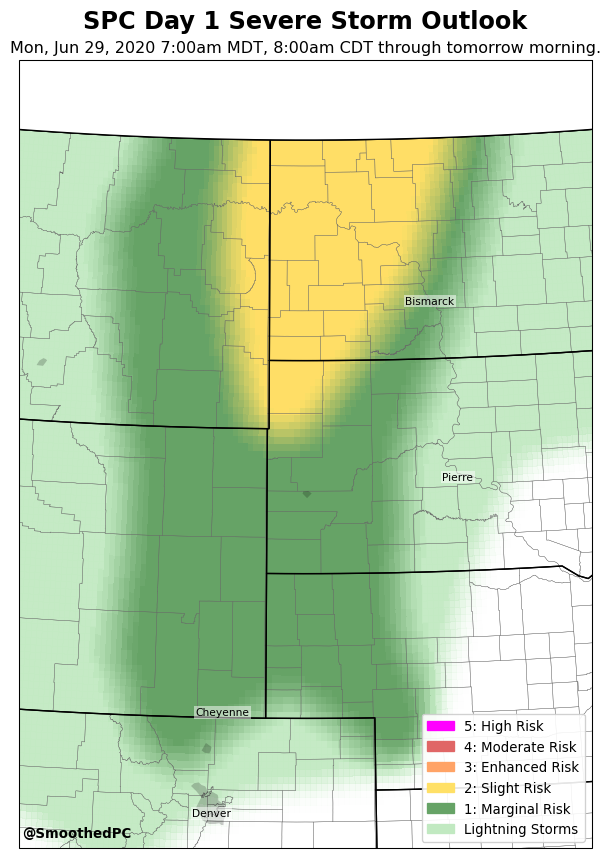 SPC Day 1 Severe Storm Outlook
Mon, Jun 29, 2020 7:00am MDT, 8:00am CDT through tomorrow morning.
Bismarck
Pierre
Cheyenne
5: High Risk
4: Moderate Risk
3: Enhanced Risk
2: Slight Risk
1: Marginal Risk
Lightning Storms
Denver
@SmoothedPC